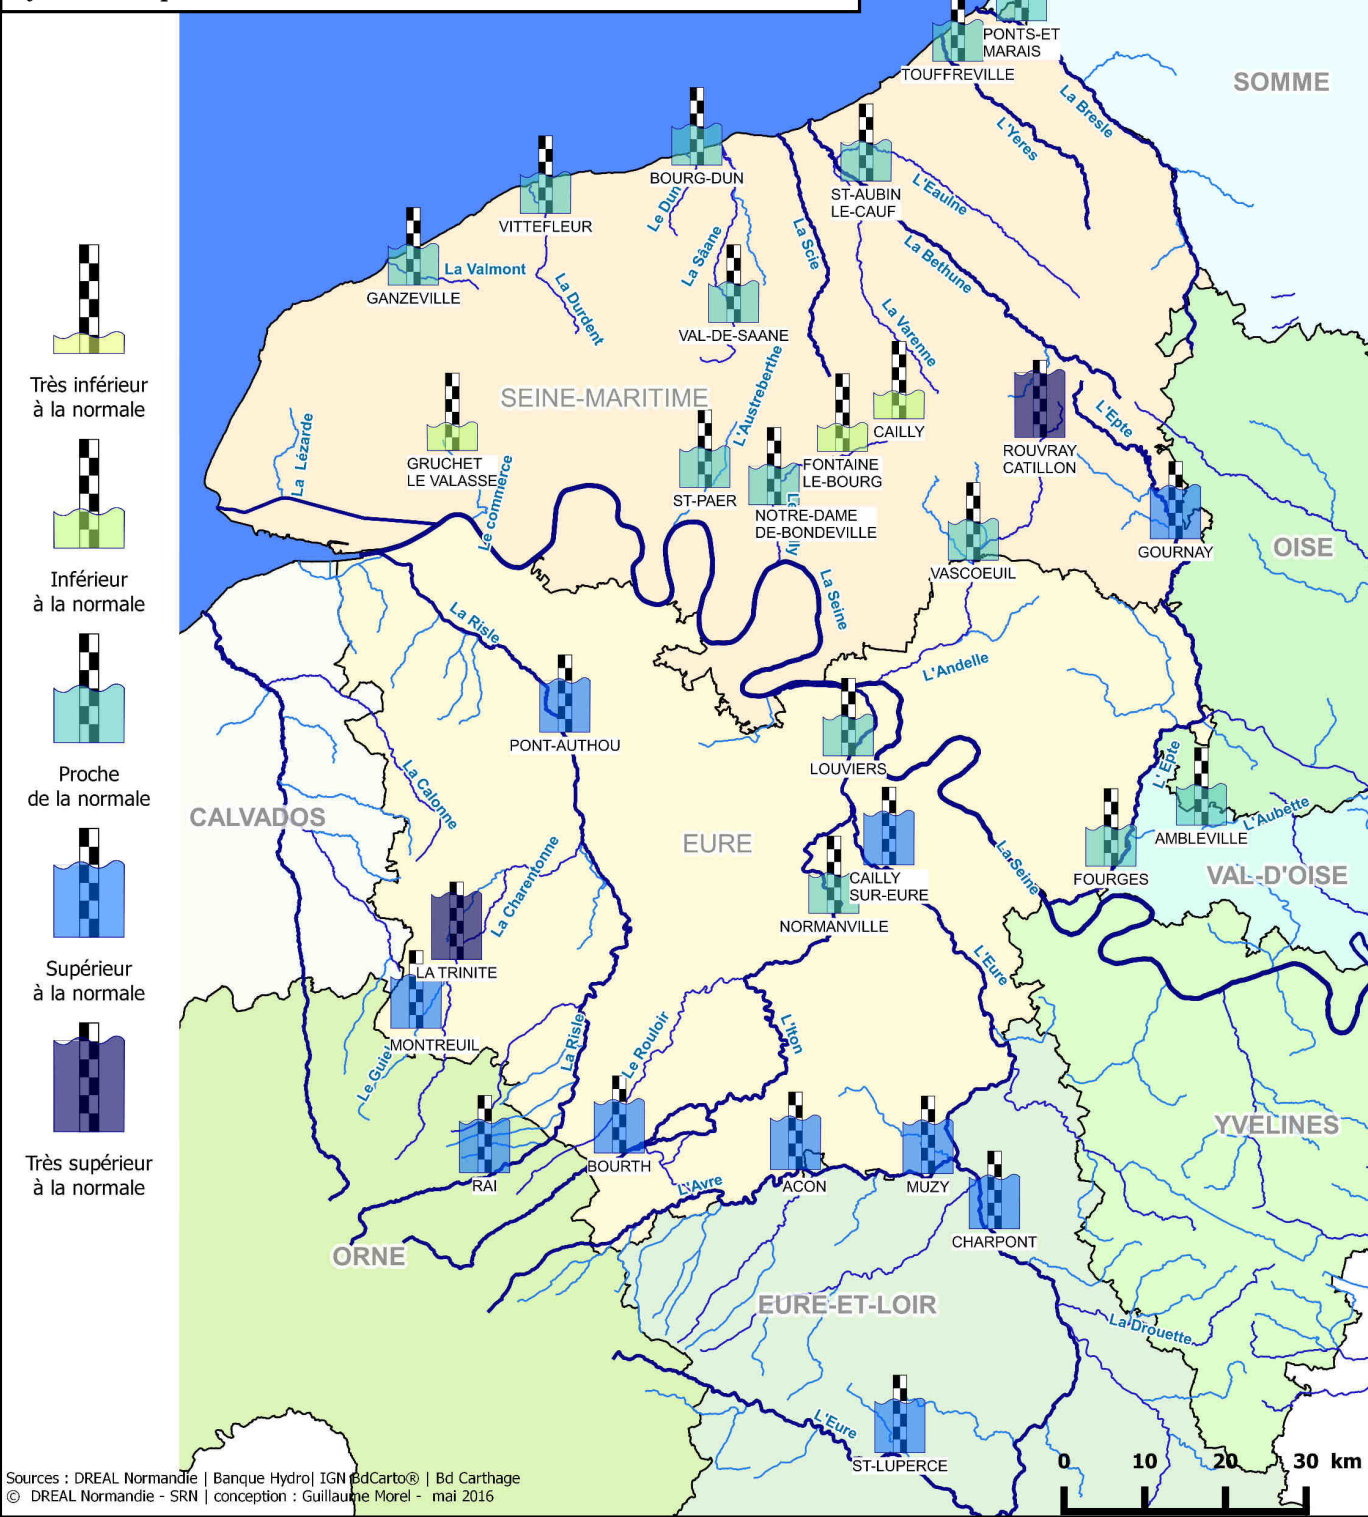 PONTS-ET
MARAIS
TOUFFREVILLE
SOMME
La Bresle
L'Yeres
BOURG-DUN
ST-AUBIN
LE-CAUF
L'Eaulne
VITTEFLEUR
Le Dun
La Sâane
La Scie
La Bethune
La Valmont
GANZEVILLE
La Durdent
VAL-DE-SAANE
La Varenne
Très inférieur
à la normale
SEINE-MARITIME
L'Austreberthe
CAILLY
L'Epte
La Lézarde
GRUCHET
LE VALASSE
Le commerce
ST-PAER
FONTAINE
LE-BOURG
ROUVRAY
CATILLON
NOTRE-DAME
DE-BONDEVILLE
GOURNAY
OISE
VASCOEUIL
Inférieur
à la normale
La Seine
La Risle
L'Andelle
PONT-AUTHOU
LOUVIERS
Proche
de la normale
La Calonne
L'Epte
CALVADOS
EURE
L'Aubette
AMBLEVILLE
La Seine
FOURGES
VAL-D'OISE
CAILLY
SUR-EURE
La Charentonne
NORMANVILLE
LA TRINITE
L'Eure
Supérieur
à la normale
MONTREUIL
Le Guiel
La Risle
Le Rouloir
L'Iton
YVELINES
Très supérieur
à la normale
RAI
BOURTH
L'Avre
ACON
MUZY
CHARPONT
ORNE
EURE-ET-LOIR
La Drouette
L'Eure
ST-LUPERCE
0 10 20 30 km
Sources : DREAL Normandie | Banque Hydro| IGN BdCarto® | Bd Carthage
© DREAL Normandie - SRN | conception : Guillaume Morel - mai 2016